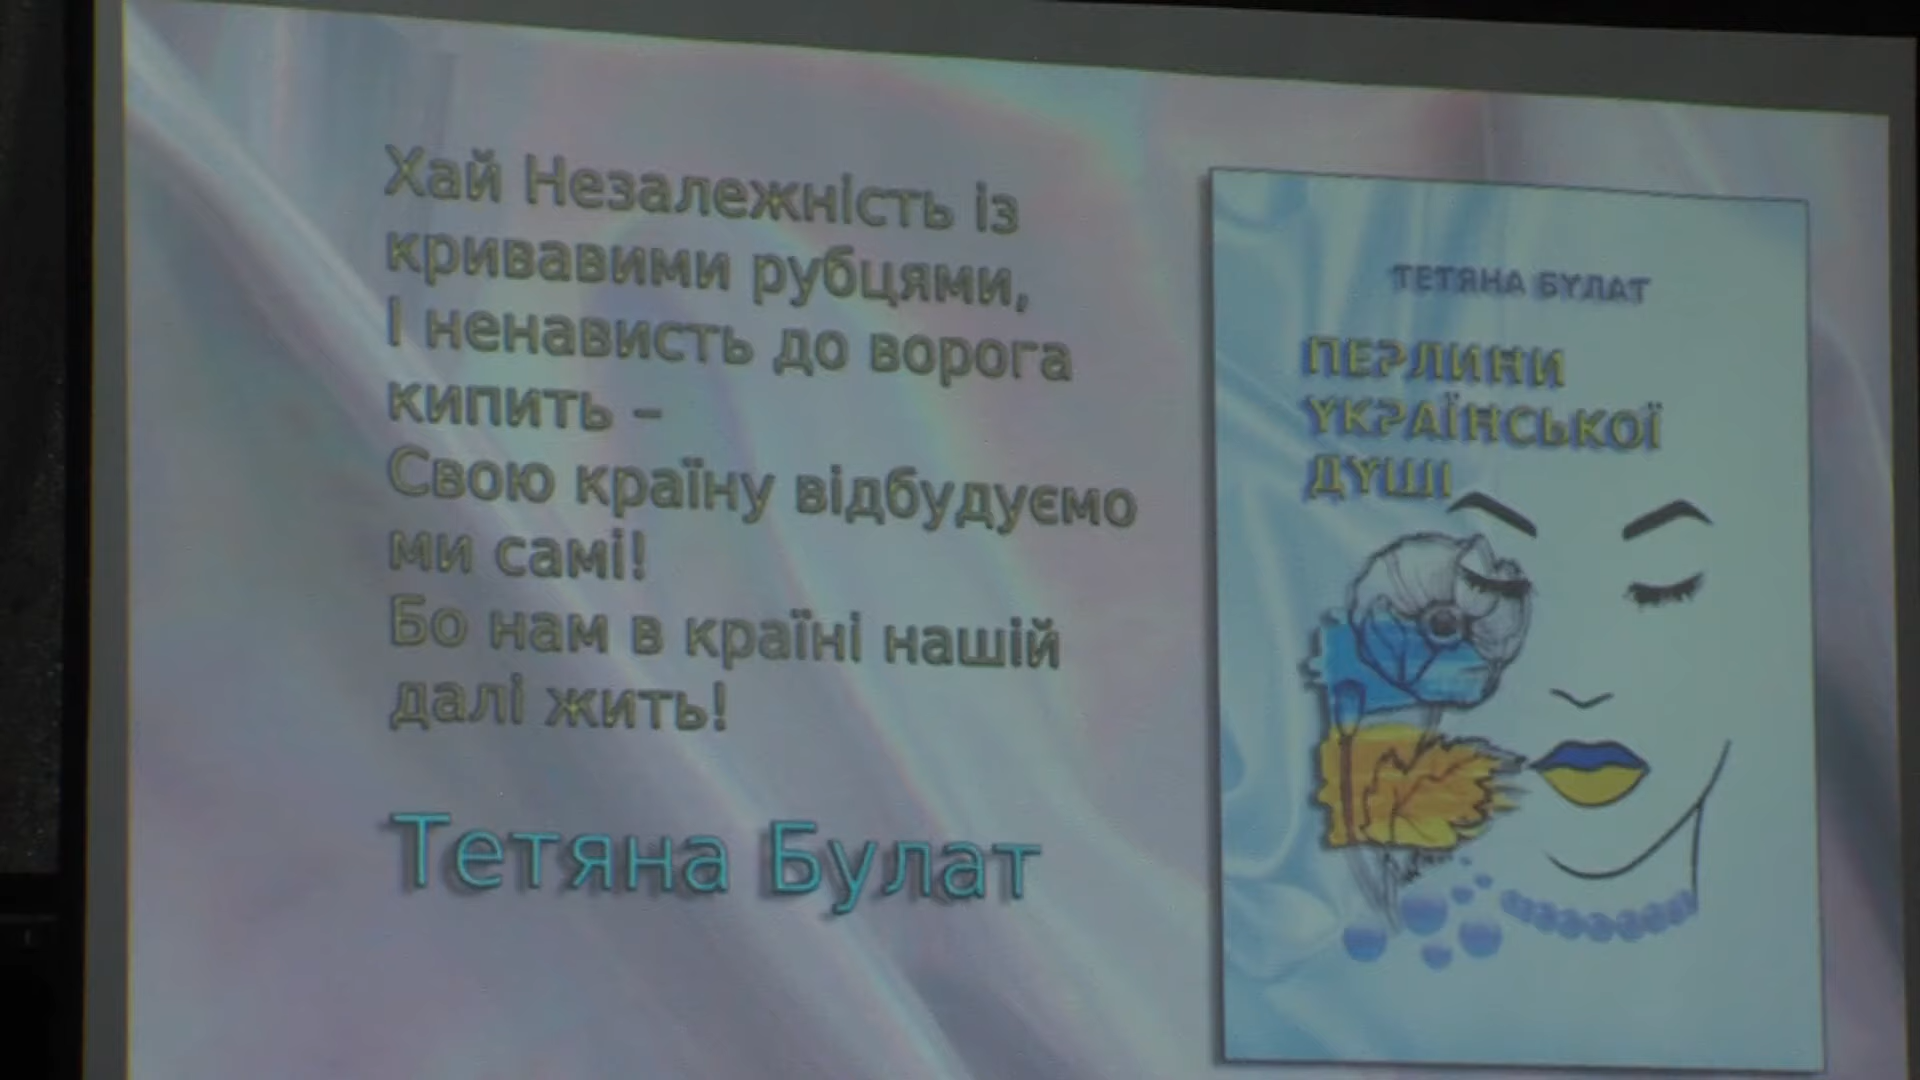 Хай Незалежність із
кривавими рубцями,
І ненависть до ворога
кипить –
Свою країну відбудуємо
ми самі!
Бо нам в країні нашій
далі жить!
Тетяна Булат
ТЕТЯНА БУЛАТ
ПЕРЛИНИ
УКРАЇНСЬКОЇ
ДУШІ